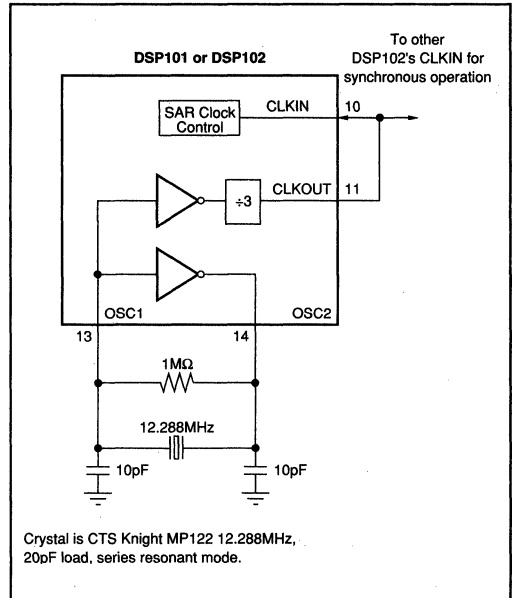 To other
DSP102's CLKIN for
synchronous operation
DSP101 or DSP102
SAR Clock
Control
CLKIN
10
÷3
CLKOUT
11
OSC1
OSC2
13
14
1MΩ
12.288MHz
10pF
10pF
Crystal is CTS Knight MP122 12.288MHz,
20pF load, series resonant mode.